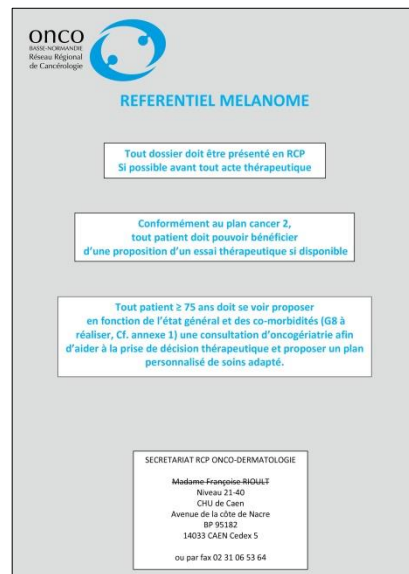 onco
BASSE-NORMANDIE
Réseau Régional
de Cancérologie
REFERENTIEL MELANOME
Tout dossier doit être présenté en RCP
Si possible avant tout acte thérapeutique
Conformément au plan cancer 2,
tout patient doit pouvoir bénéficier
d'une proposition d'un essai thérapeutique si disponible
Tout patient ≥ 75 ans doit se voir proposer
en fonction de l'état général et des co-morbidités (G8 à
réaliser, Cf. annexe 1) une consultation d'oncogériatrie afin
d'aider à la prise de décision thérapeutique et proposer un plan
personnalisé de soins adapté.
SECRETARIAT RCP ONCO-DERMATOLOGIE
Madame Françoise RIOULT
Niveau 21-40
CHU de Caen
Avenue de la côte de Nacre
BP 95182
14033 CAEN Cedex 5
ou par fax 02 31 06 53 64